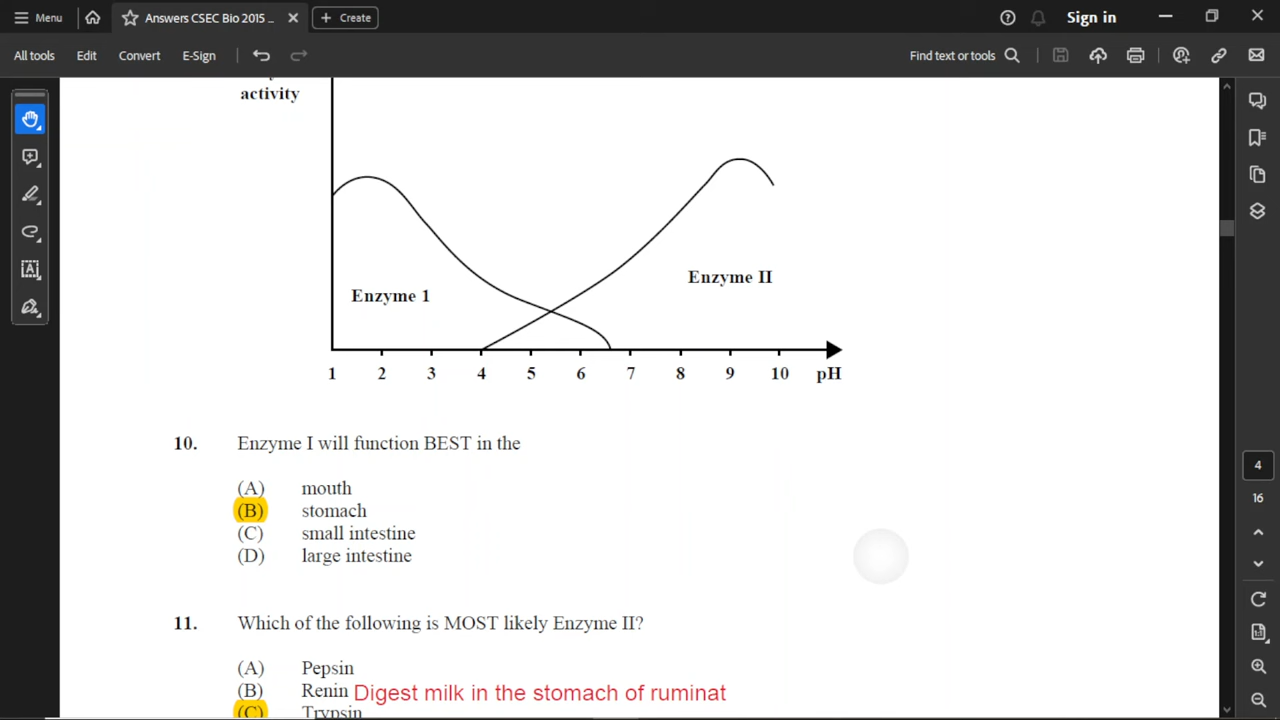 Menu
Answers CSEC Bio 2015 ...
Create
Sign in
All tools
Edit
Convert
E-Sign
Find text or tools
activity
Enzyme 1
Enzyme II
1 2 3 4 5 6 7 8 9 10 pH
10. Enzyme I will function BEST in the
(A) mouth
(B) stomach
(C) small intestine
(D) large intestine
11. Which of the following is MOST likely Enzyme II?
(A) Pepsin
(B) Renin Digest milk in the stomach of ruminat
(C) Trypsin
4
16